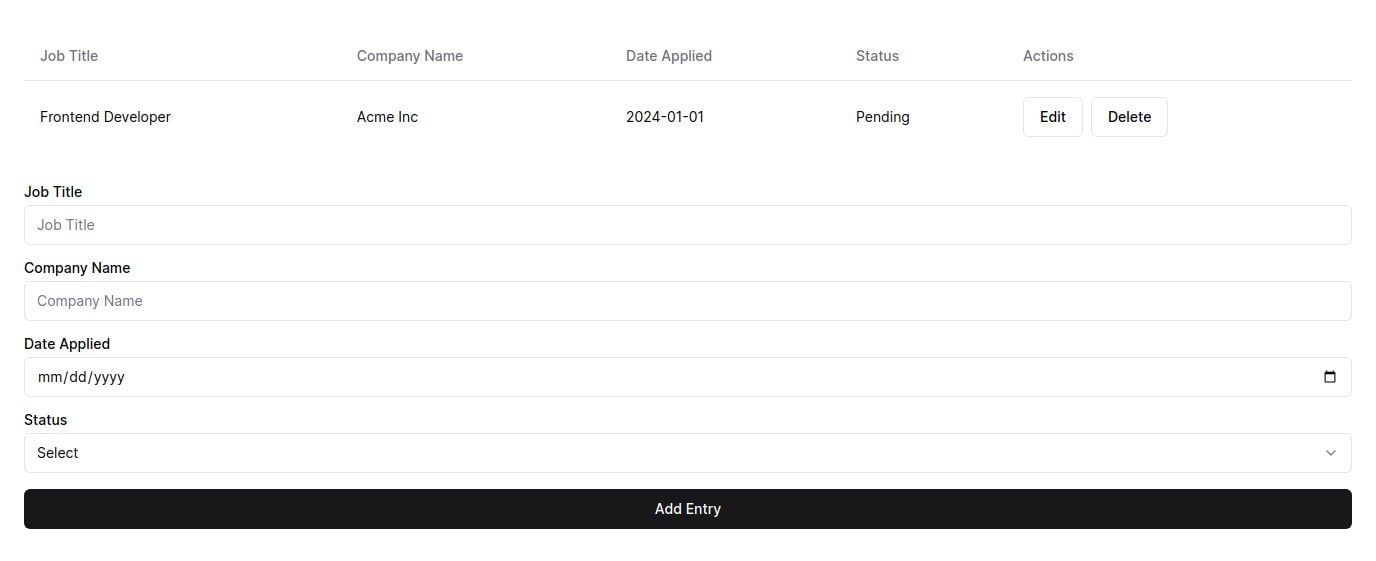 Job Title Company Name Date Applied Status Actions
Frontend Developer Acme Inc 2024-01-01 Pending Edit Delete
Job Title
Job Title
Company Name
Company Name
Date Applied
mm/dd/yyyy
Status
Select
Add Entry